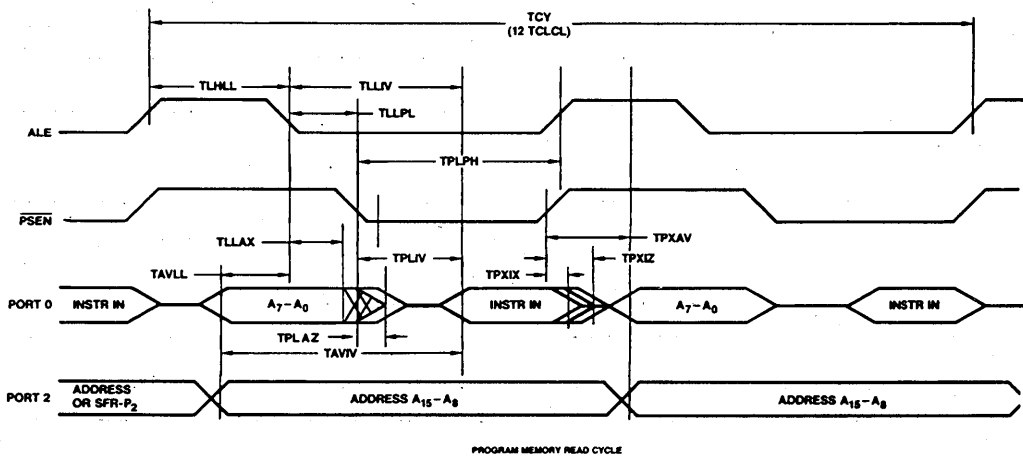 TCY
(12 TCLCL)
TLHLL
TLLIV
TLLPL
ALE
TPLPH
PSEN
TLLAX
TPXAV
TPLIV
TPXIZ
TAVLL
TPXIX
PORT 0
INSTR IN
A7–A0
INSTR IN
A7–A0
INSTR IN
TPLAZ
TAVIV
PORT 2
ADDRESS
OR SFR-P2
ADDRESS A15–A8
ADDRESS A15–A8
PROGRAM MEMORY READ CYCLE